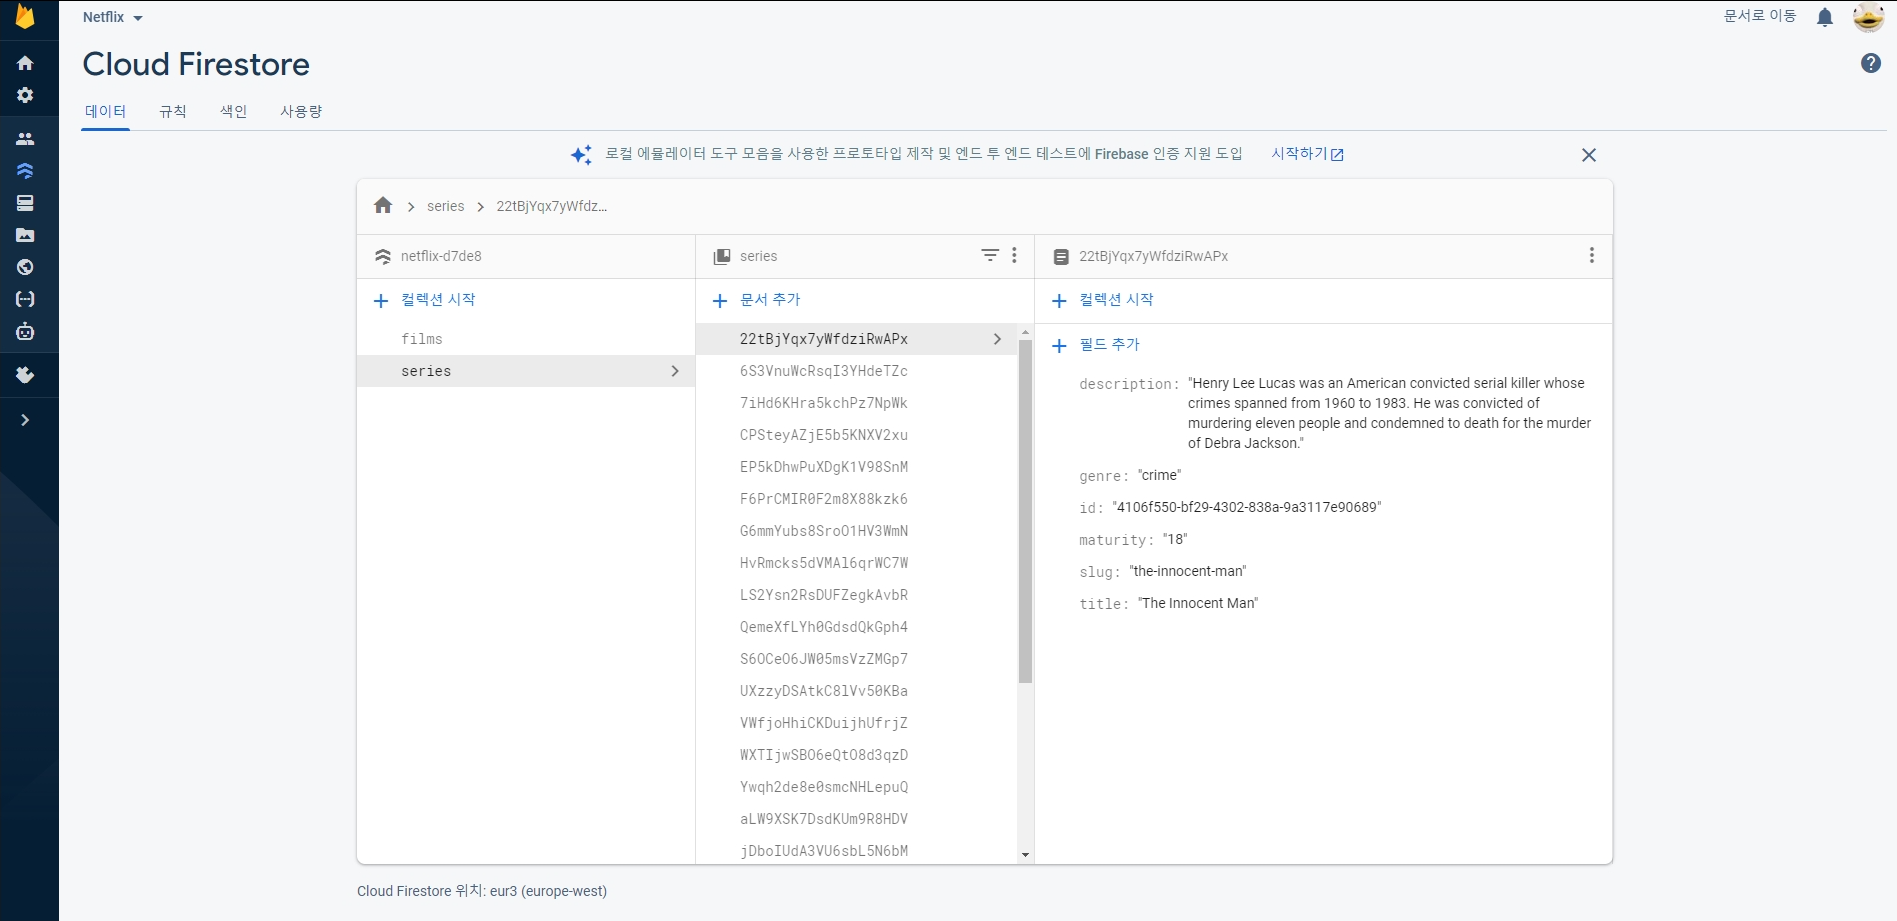 Netflix
문서로 이동
Cloud Firestore
데이터 규칙 색인 사용량
로컬 에뮬레이터 도구 모음을 사용한 프로토타입 제작 및 엔드 투 엔드 테스트에 Firebase 인증 지원 도입 시작하기
series 22tBjYqx7yWfdz...
netflix-d7de8
컬렉션 시작
films
series
series
문서 추가
22tBjYqx7yWfdziRwAPx
6S3VnuWcRsqI3YHdeTZc
7iHd6KHra5kchPz7NpWk
CPSteyAZjE5b5KNXV2xu
EP5kDhwPuXDgK1V98SnM
F6PrCMIR0F2m8X88kzk6
G6mmYubs8SroO1HV3WmN
HvRmcks5dVMAl6qrWC7W
LS2Ysn2RsDUFZegkAvbR
QemeXfLYh0GdsdQkGph4
S6OCeO6JW05msVzZMGp7
UXzzyDSAtkC8lVv50KBa
VWfjoHhiCKDuijhUfrjZ
WXTIjwSBO6eQtO8d3qzD
Ywqh2de8e0smcNHLepuQ
aLW9XSK7DsdKUm9R8HDV
jDboIUdA3VU6sbL5N6bM
22tBjYqx7yWfdziRwAPx
컬렉션 시작
필드 추가
description: "Henry Lee Lucas was an American convicted serial killer whose
crimes spanned from 1960 to 1983. He was convicted of
murdering eleven people and condemned to death for the murder
of Debra Jackson."
genre: "crime"
id: "4106f550-bf29-4302-838a-9a3117e90689"
maturity: "18"
slug: "the-innocent-man"
title: "The Innocent Man"
Cloud Firestore 위치: eur3 (europe-west)